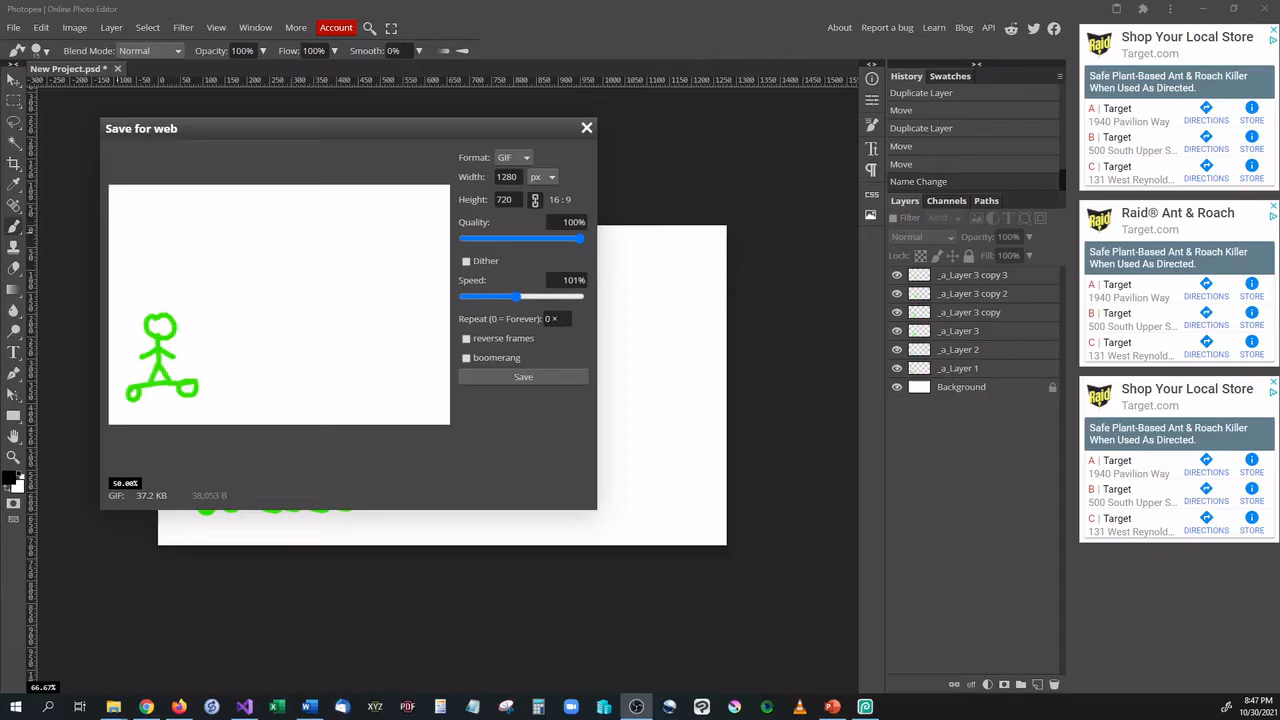 Photopea | Online Photo Editor
File Edit Image Layer Select Filter View Window More Account
About Report a bug Learn Blog API
15 Blend Mode: Normal Opacity: 100% Flow: 100% Smooth: 0%
New Project.psd *
Save for web
Format: GIF
Width: 1280 px
Height: 720 16 : 9
Quality: 100%
Dither
Speed: 101%
Repeat (0 = Forever): 0 ×
reverse frames
boomerang
Save
50.00%
GIF: 37.2 KB 38,053 B
66.67%
History Swatches
Duplicate Layer
Move
Duplicate Layer
Move
Move
Name Change
Layers Channels Paths
Filter Kind
Normal Opacity: 100%
Lock: Fill: 100%
_a_Layer 3 copy 3
_a_Layer 3 copy 2
_a_Layer 3 copy
_a_Layer 3
_a_Layer 2
_a_Layer 1
Background
CSS
eff
Shop Your Local Store
Target.com
Safe Plant-Based Ant & Roach Killer
When Used As Directed.
A | Target
1940 Pavilion Way
DIRECTIONS STORE
B | Target
500 South Upper S...
DIRECTIONS STORE
C | Target
131 West Reynold...
DIRECTIONS STORE
Raid® Ant & Roach
Target.com
Safe Plant-Based Ant & Roach Killer
When Used As Directed.
A | Target
1940 Pavilion Way
DIRECTIONS STORE
B | Target
500 South Upper S...
DIRECTIONS STORE
C | Target
131 West Reynold...
DIRECTIONS STORE
Shop Your Local Store
Target.com
Safe Plant-Based Ant & Roach Killer
When Used As Directed.
A | Target
1940 Pavilion Way
DIRECTIONS STORE
B | Target
500 South Upper S...
DIRECTIONS STORE
C | Target
131 West Reynold...
DIRECTIONS STORE
8:47 PM
10/30/2021